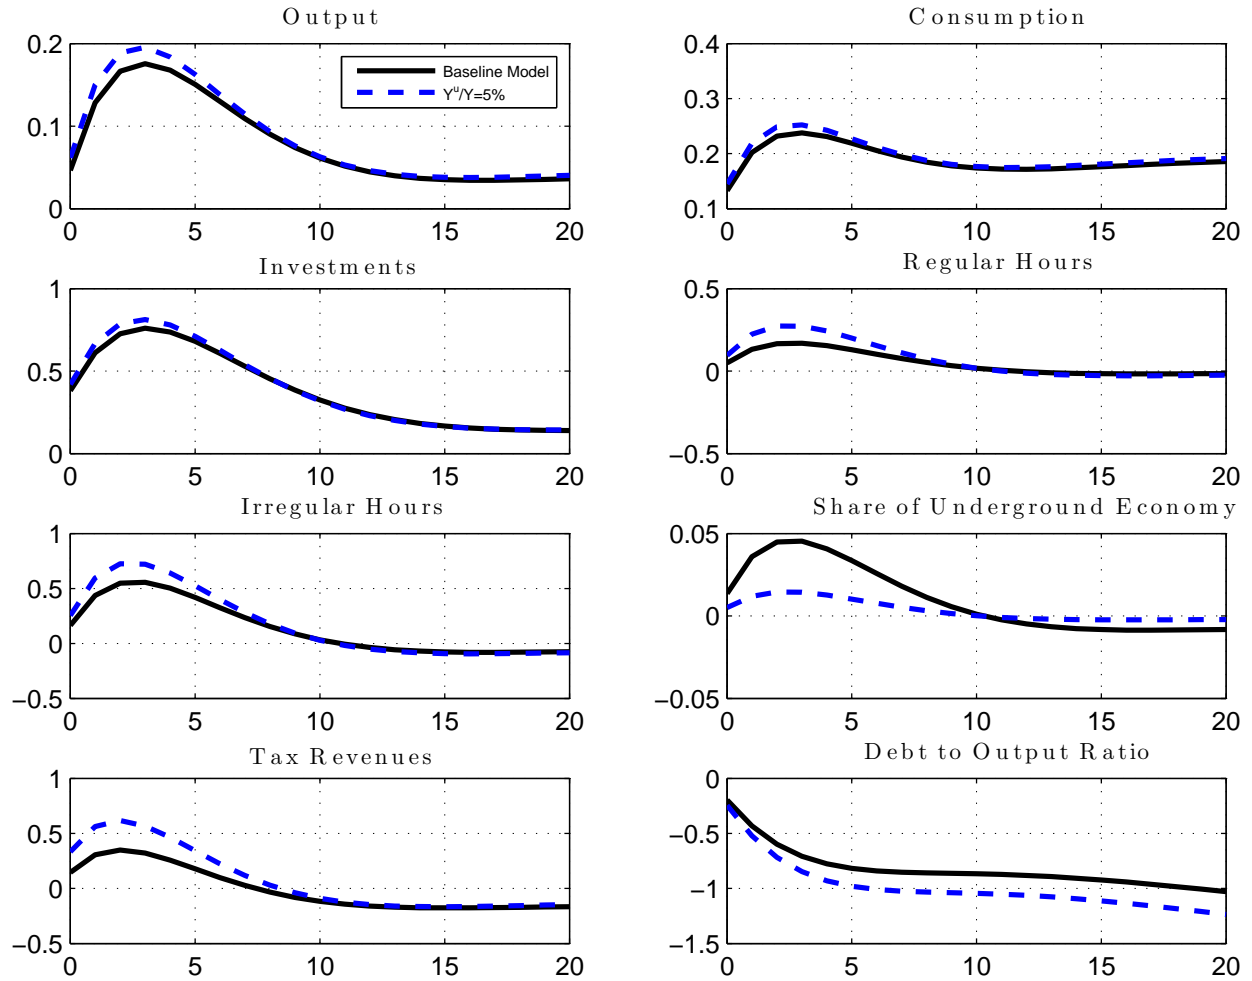 Output
0.2
0.1
0
0 5 10 15 20
Baseline Model
Yᵘ/Y=5%
Consumption
0.4
0.3
0.2
0.1
0 5 10 15 20
Investments
1
0.5
0
0 5 10 15 20
Regular Hours
0.5
0
−0.5
0 5 10 15 20
Irregular Hours
1
0.5
0
−0.5
0 5 10 15 20
Share of Underground Economy
0.05
0
−0.05
0 5 10 15 20
Tax Revenues
1
0.5
0
−0.5
0 5 10 15 20
Debt to Output Ratio
0
−0.5
−1
−1.5
0 5 10 15 20